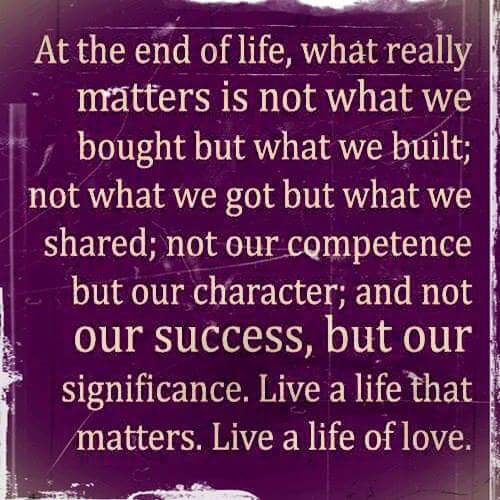 At the end of life, what really
matters is not what we
bought but what we built;
not what we got but what we
shared; not our competence
but our character; and not
our success, but our
significance. Live a life that
matters. Live a life of love.